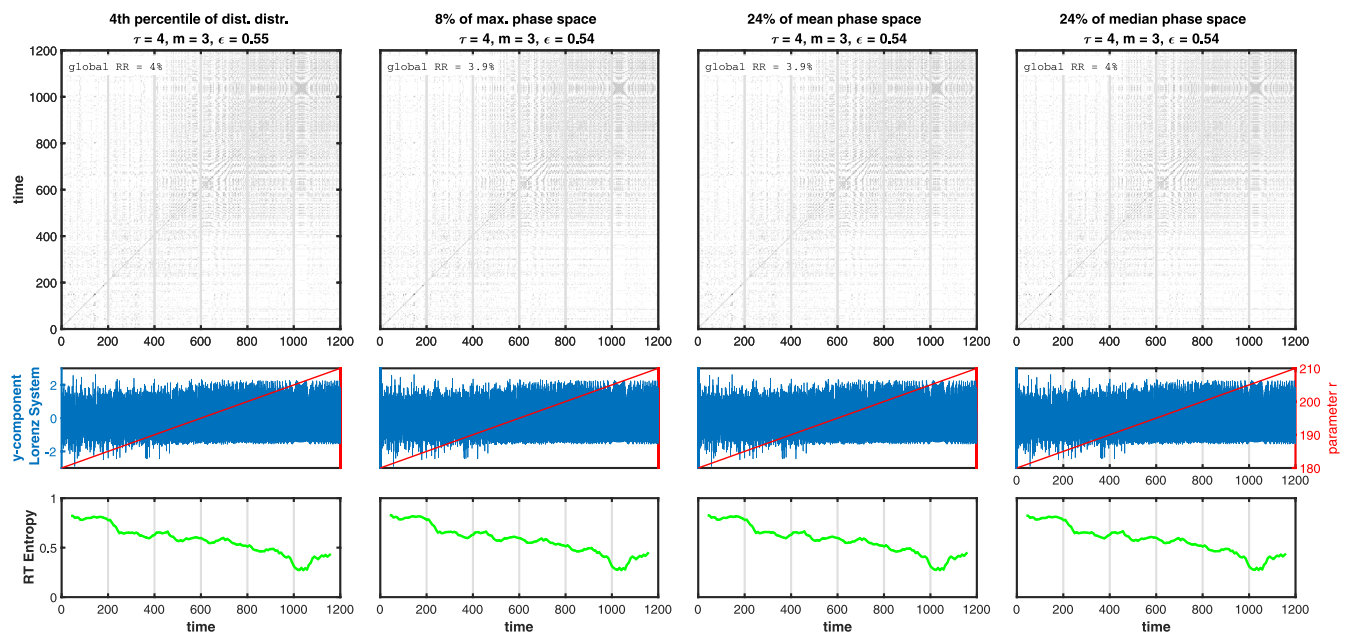 4th percentile of dist. distr.
τ = 4, m = 3, ϵ = 0.55
8% of max. phase space
τ = 4, m = 3, ϵ = 0.54
24% of mean phase space
τ = 4, m = 3, ϵ = 0.54
24% of median phase space
τ = 4, m = 3, ϵ = 0.54
global RR = 4%
global RR = 3.9%
global RR = 3.9%
global RR = 4%
time
1200
1000
800
600
400
200
0
0 200 400 600 800 1000 1200
0 200 400 600 800 1000 1200
0 200 400 600 800 1000 1200
0 200 400 600 800 1000 1200
y-component
Lorenz System
2
0
-2
210
200
190
180
parameter r
0 200 400 600 800 1000 1200
RT Entropy
1
0.5
0
0 200 400 600 800 1000 1200
0 200 400 600 800 1000 1200
0 200 400 600 800 1000 1200
0 200 400 600 800 1000 1200
time
time
time
time